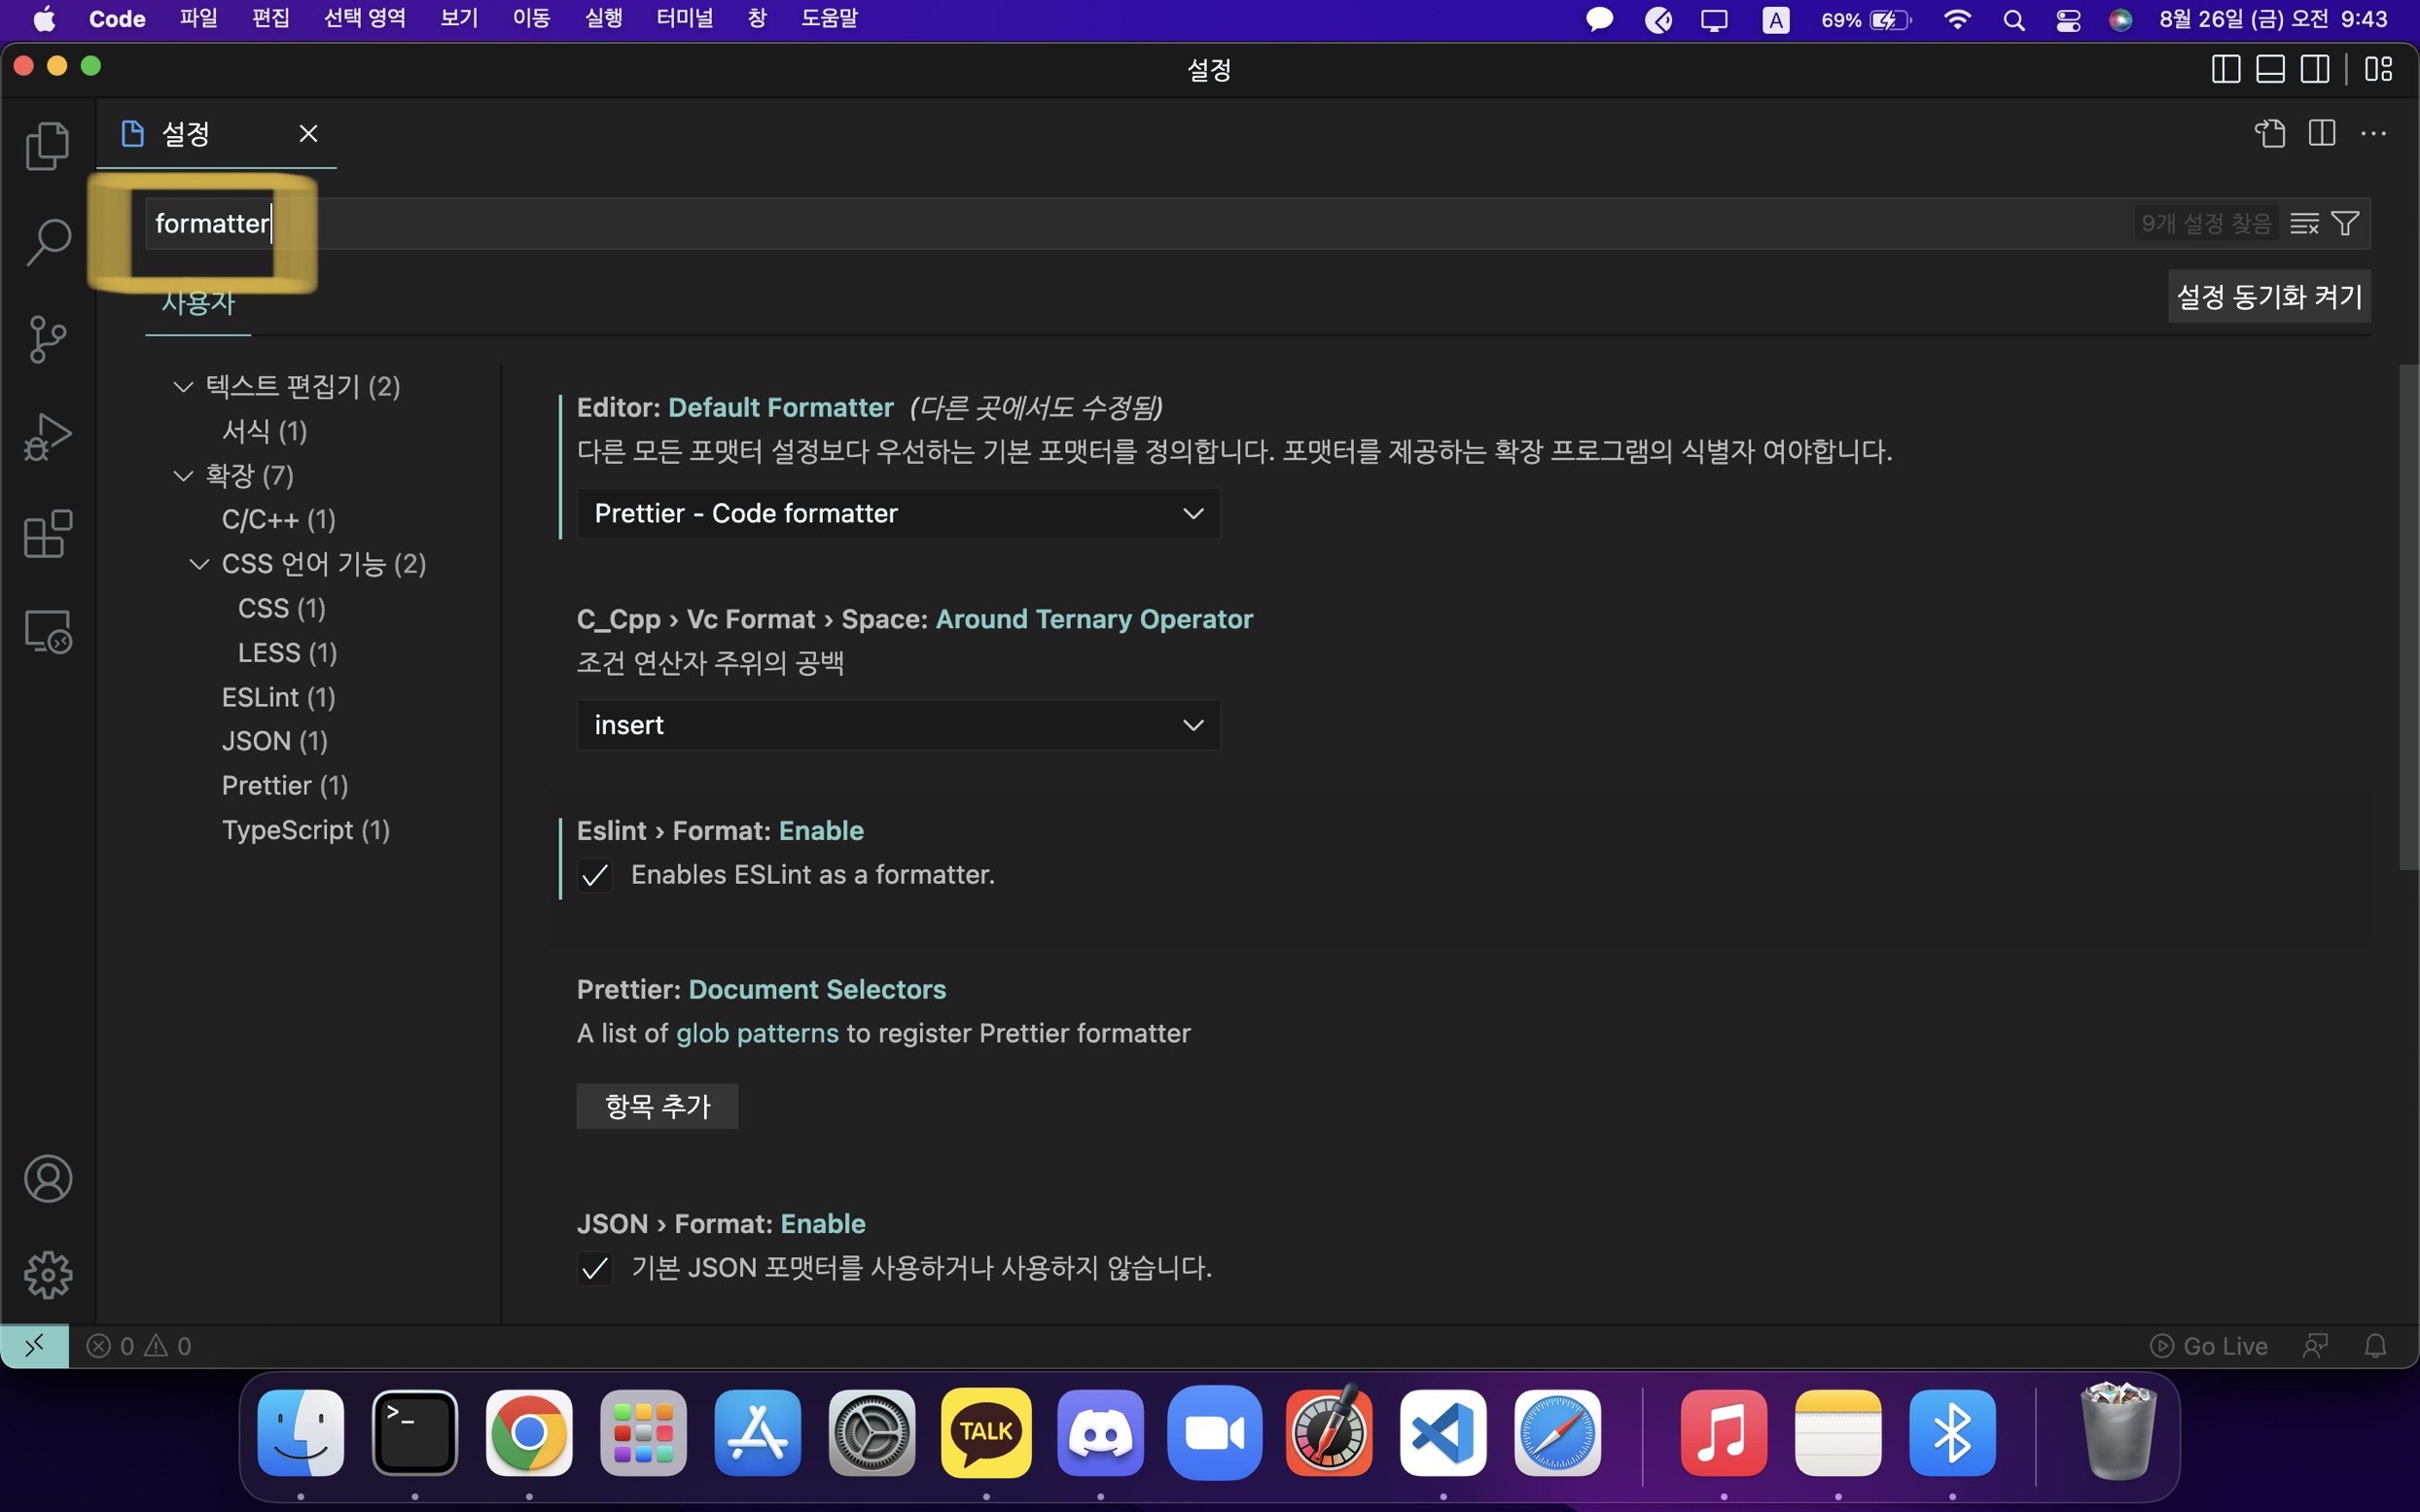 Code 파일 편집 선택 영역 보기 이동 실행 터미널 창 도움말 A 69% 8월 26일 (금) 오전 9:43
설정
설정
formatter
9개 설정 찾음
사용자
설정 동기화 켜기
텍스트 편집기 (2)
서식 (1)
확장 (7)
C/C++ (1)
CSS 언어 기능 (2)
CSS (1)
LESS (1)
ESLint (1)
JSON (1)
Prettier (1)
TypeScript (1)
Editor: Default Formatter (다른 곳에서도 수정됨)
다른 모든 포맷터 설정보다 우선하는 기본 포맷터를 정의합니다. 포맷터를 제공하는 확장 프로그램의 식별자 여야합니다.
Prettier - Code formatter
C_Cpp › Vc Format › Space: Around Ternary Operator
조건 연산자 주위의 공백
insert
Eslint › Format: Enable
Enables ESLint as a formatter.
Prettier: Document Selectors
A list of glob patterns to register Prettier formatter
항목 추가
JSON › Format: Enable
기본 JSON 포맷터를 사용하거나 사용하지 않습니다.
0 0
Go Live
>_
TALK